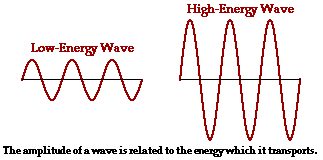 High-Energy Wave
Low-Energy Wave
The amplitude of a wave is related to the energy which it transports.